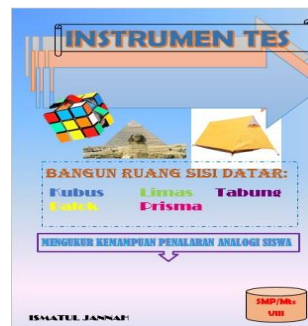 INSTRUMEN TES
BANGUN RUANG SISI DATAR:
Kubus Limas Tabung
Balok Prisma
MENGUKUR KEMAMPUAN PENALARAN ANALOGI SISWA
SMP/Mts
VIII
ISMATUL JANNAH